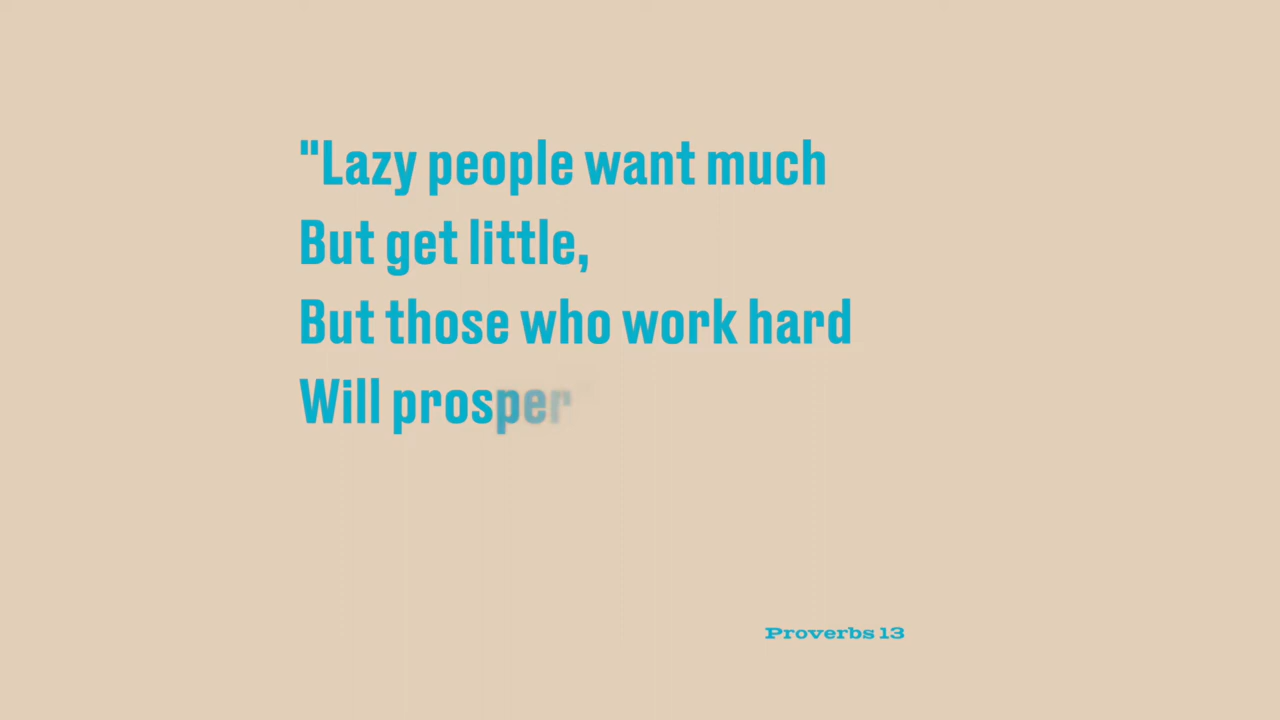 "Lazy people want much
But get little,
But those who work hard
Will prosper
Proverbs 13